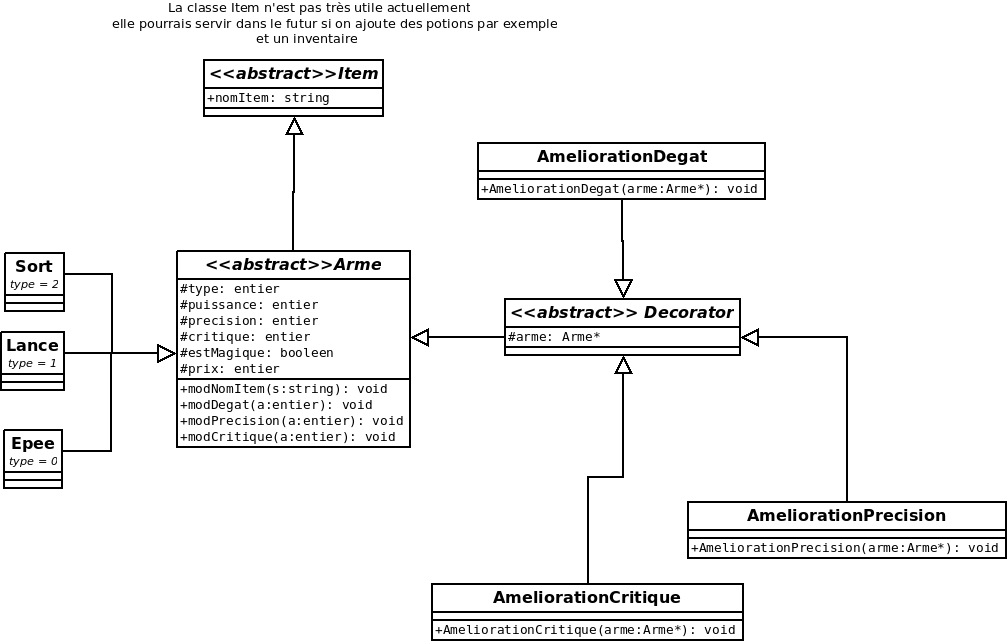 La classe Item n'est pas très utile actuellement
elle pourrais servir dans le futur si on ajoute des potions par exemple
et un inventaire
<<abstract>>Item
+nomItem: string
AmeliorationDegat
+AmeliorationDegat(arme:Arme*): void
<<abstract>>Arme
#type: entier
#puissance: entier
#precision: entier
#critique: entier
#estMagique: booleen
#prix: entier
+modNomItem(s:string): void
+modDegat(a:entier): void
+modPrecision(a:entier): void
+modCritique(a:entier): void
Sort
type = 2
Lance
type = 1
Epee
type = 0
<<abstract>> Decorator
#arme: Arme*
AmeliorationPrecision
+AmeliorationPrecision(arme:Arme*): void
AmeliorationCritique
+AmeliorationCritique(arme:Arme*): void